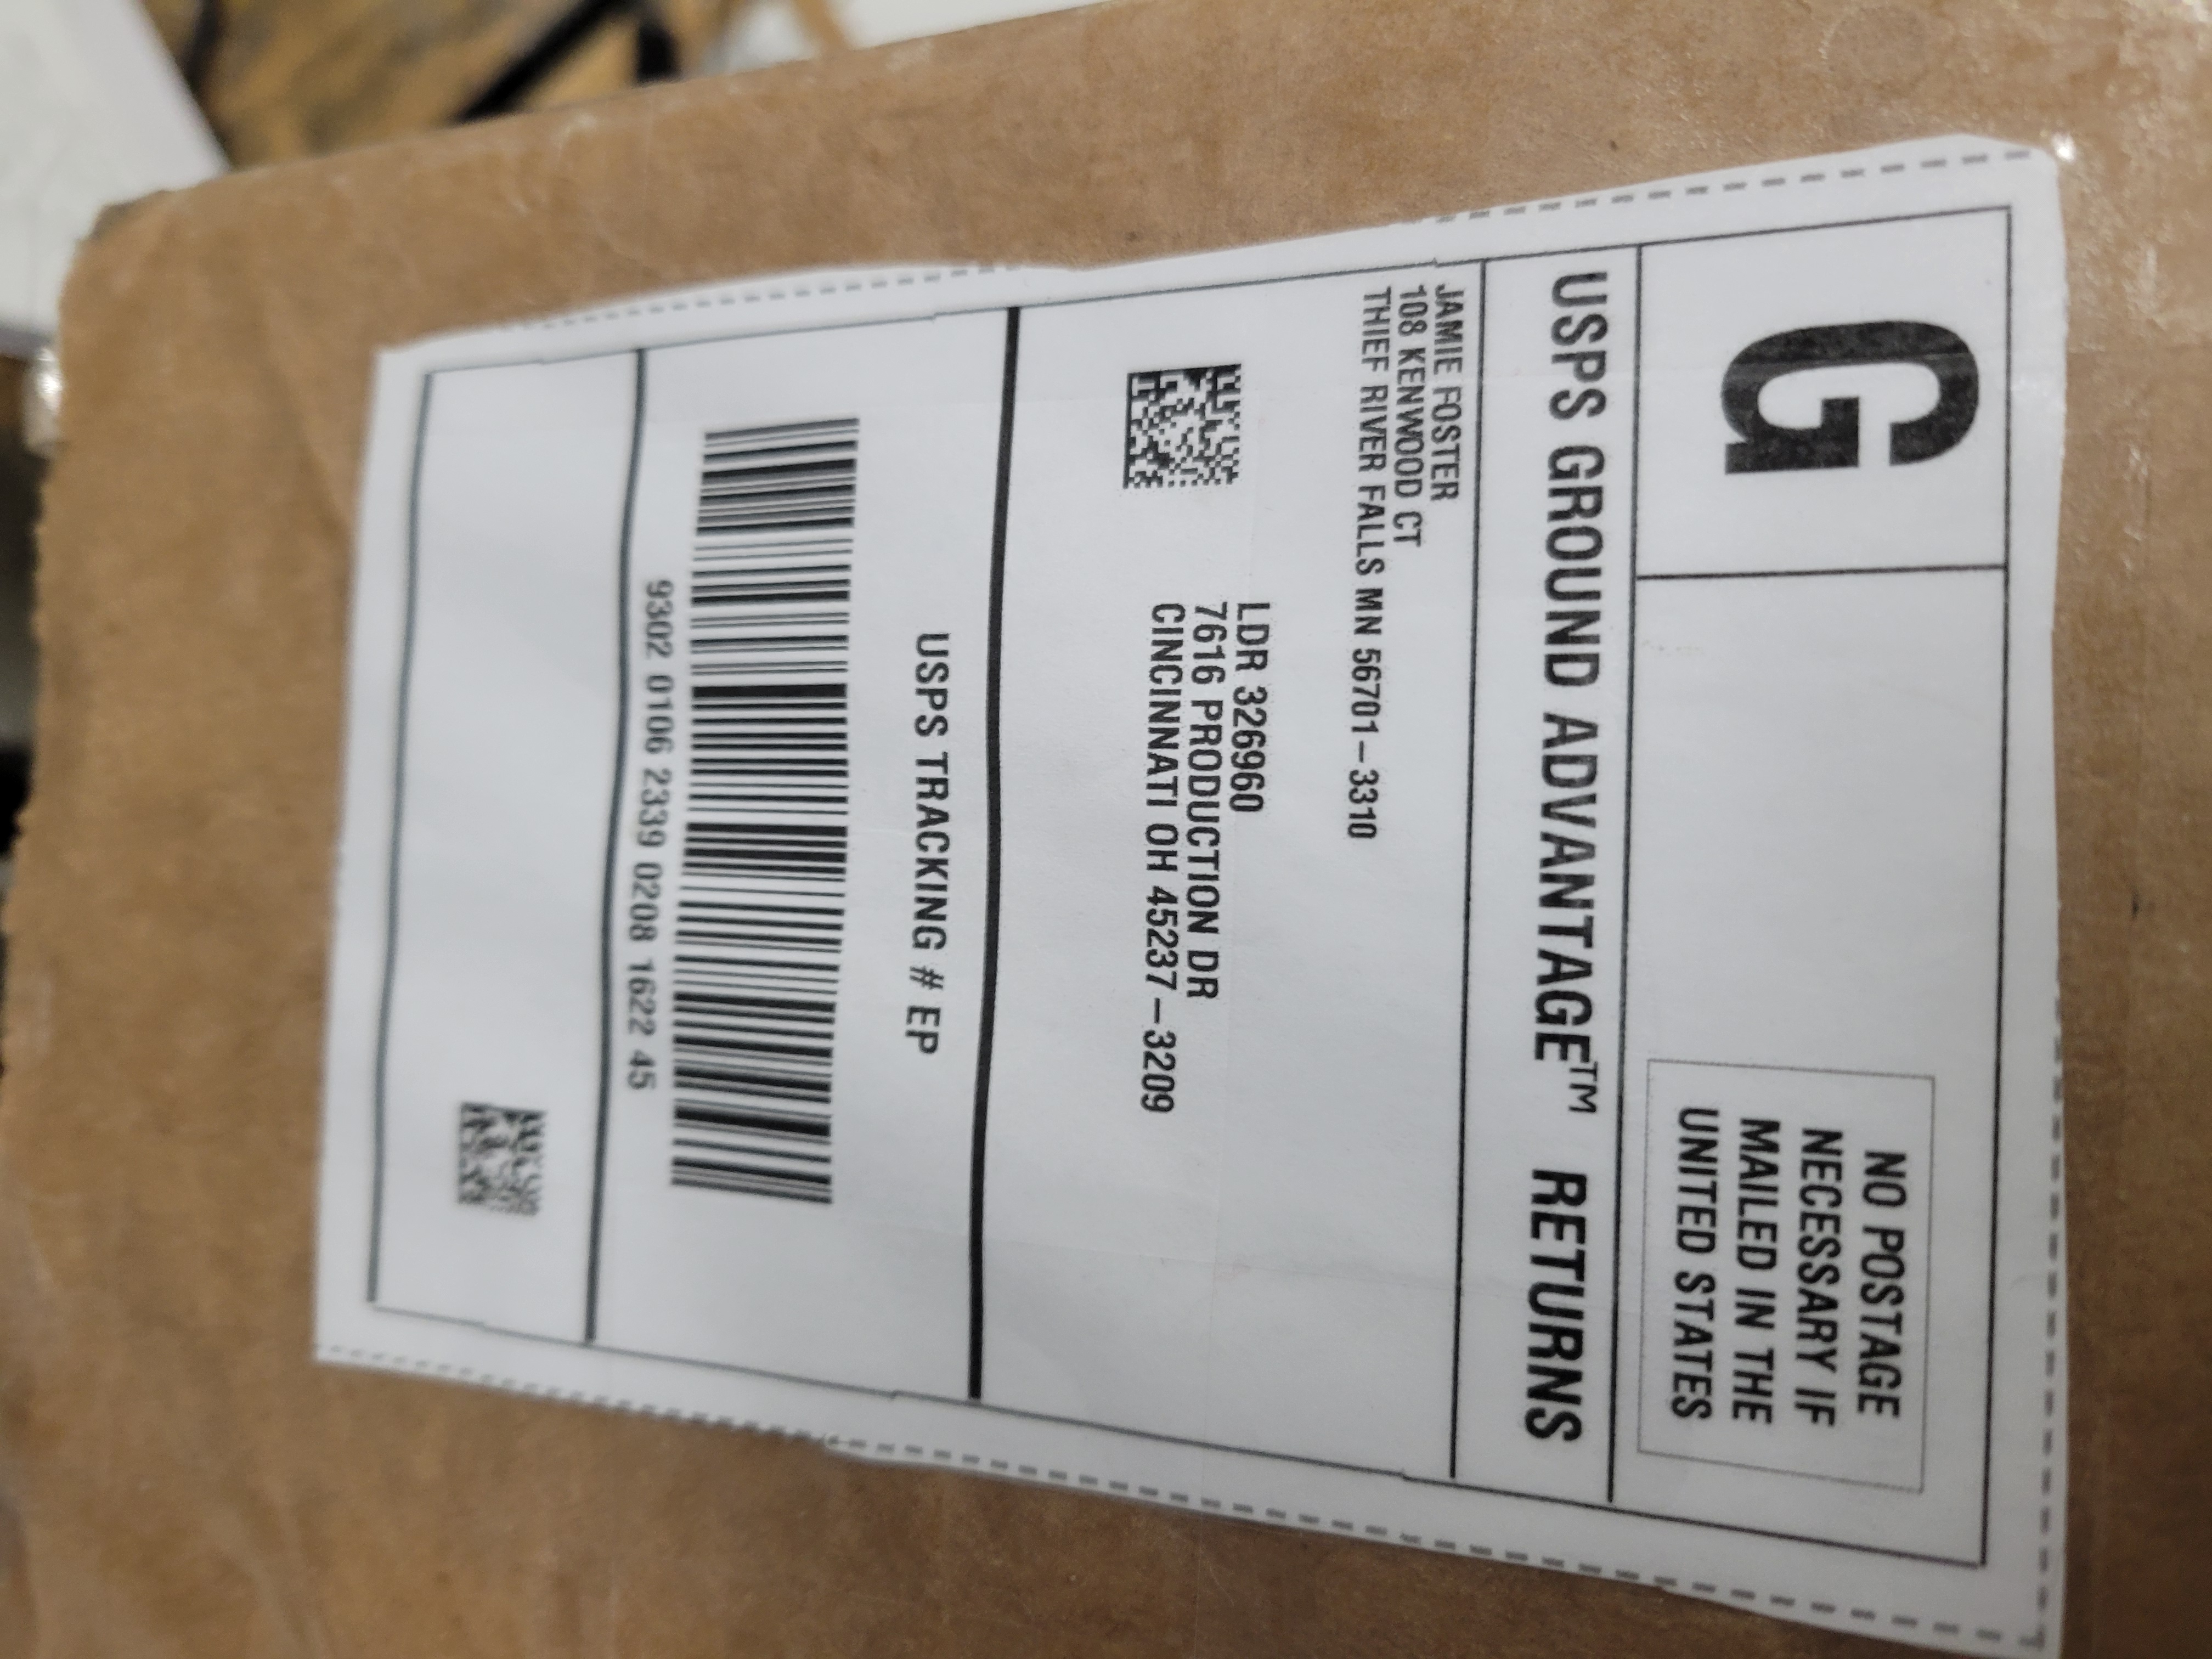 G
NO POSTAGE
NECESSARY IF
MAILED IN THE
UNITED STATES
USPS GROUND ADVANTAGE™ RETURNS
JAMIE FOSTER
108 KENWOOD CT
THIEF RIVER FALLS MN 56701-3310
LDR 326960
7616 PRODUCTION DR
CINCINNATI OH 45237-3209
USPS TRACKING # EP
9302 0106 2339 0208 1622 45